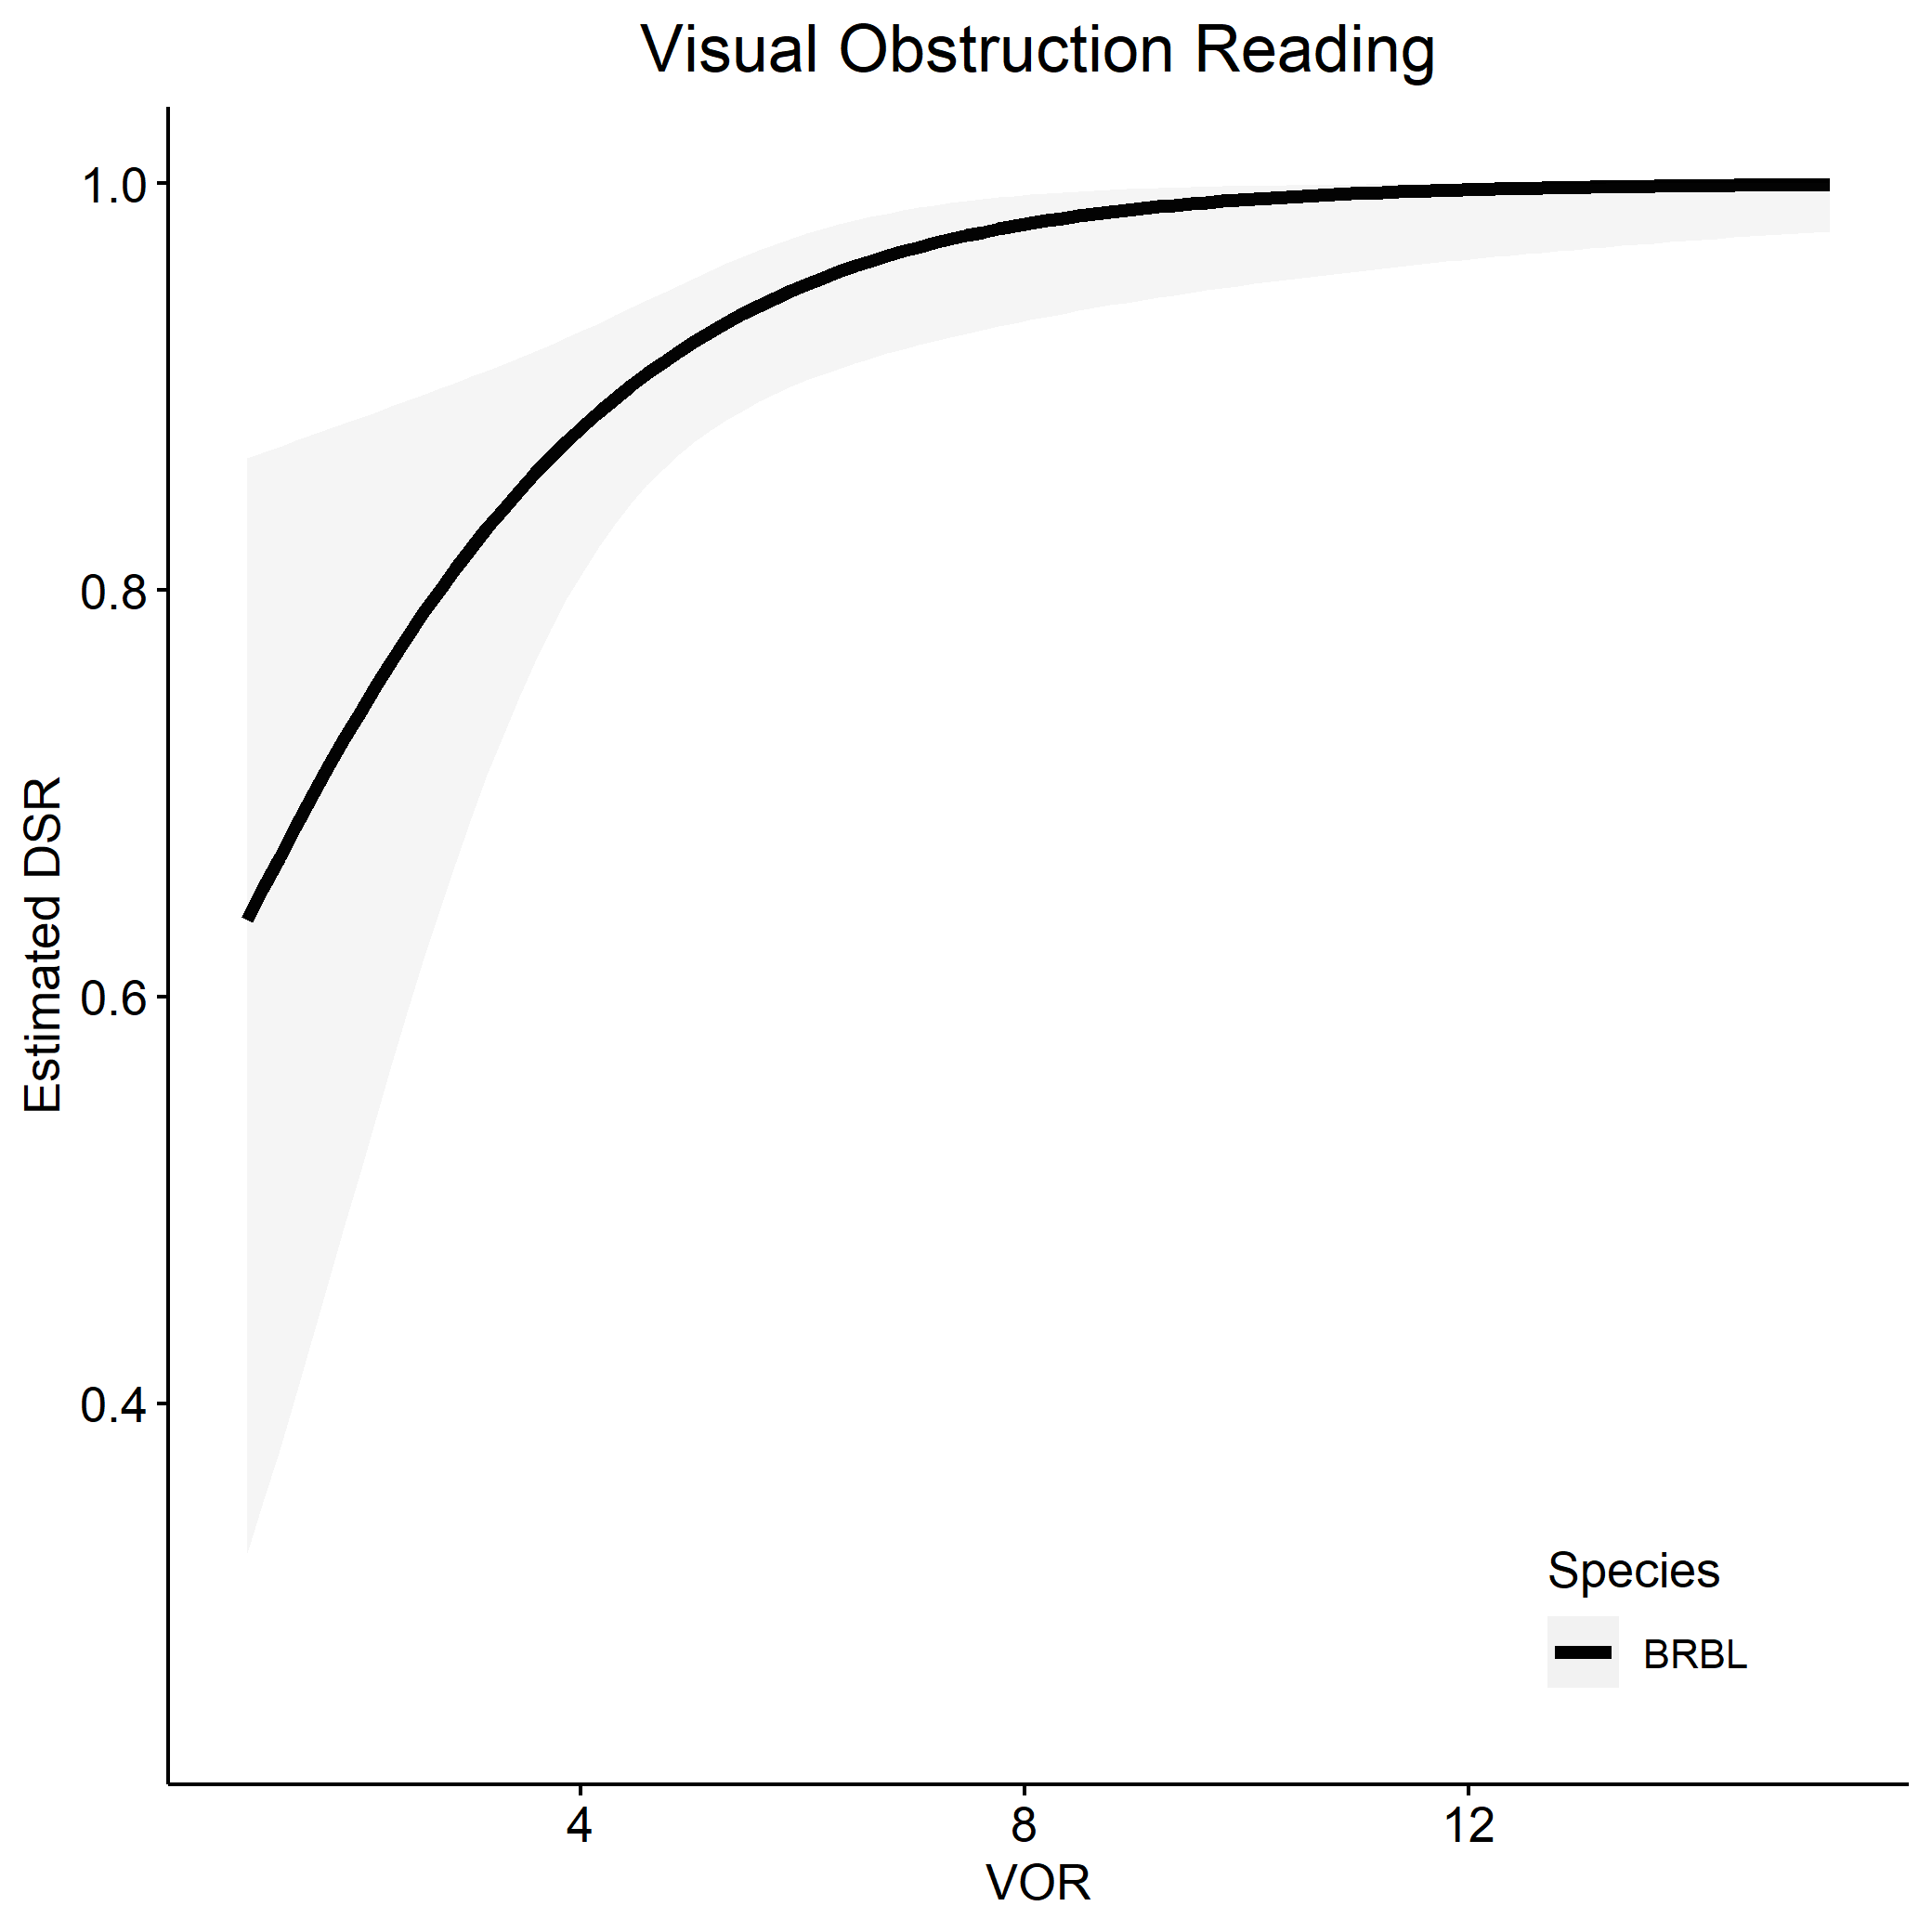 Visual Obstruction Reading
1.0
0.8
0.6
0.4
Estimated DSR
4 8 12
VOR
Species
BRBL